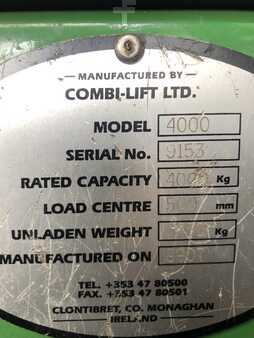 MANUFACTURED BY
COMBI-LIFT LTD.
MODEL 4000
SERIAL No. 9153
RATED CAPACITY Kg
LOAD CENTRE mm
UNLADEN WEIGHT Kg
MANUFACTURED ON
TEL. +353 47 80500
FAX. +353 47 80501
CLONTIBRET, CO. MONAGHAN
IRELAND